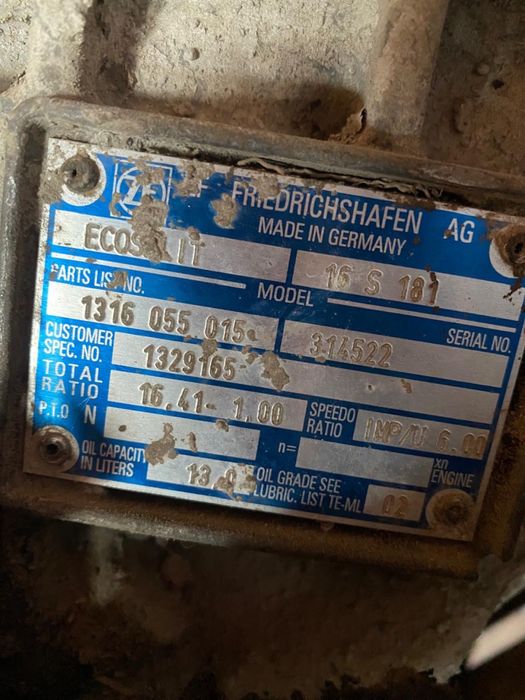 FRIEDRICHSHAFEN AG
MADE IN GERMANY
16 S 181
PARTS LIST NO.
MODEL
1316 055 015
314522
SERIAL NO.
CUSTOMER
SPEC. NO.
1329165
TOTAL
RATIO
16,41- 1,00
SPEEDO
RATIO
IMP/U 6.00
P.T.O N
n=
xn
ENGINE
OIL CAPACITY
IN LITERS
OIL GRADE SEE
LUBRIC. LIST TE-ML
02